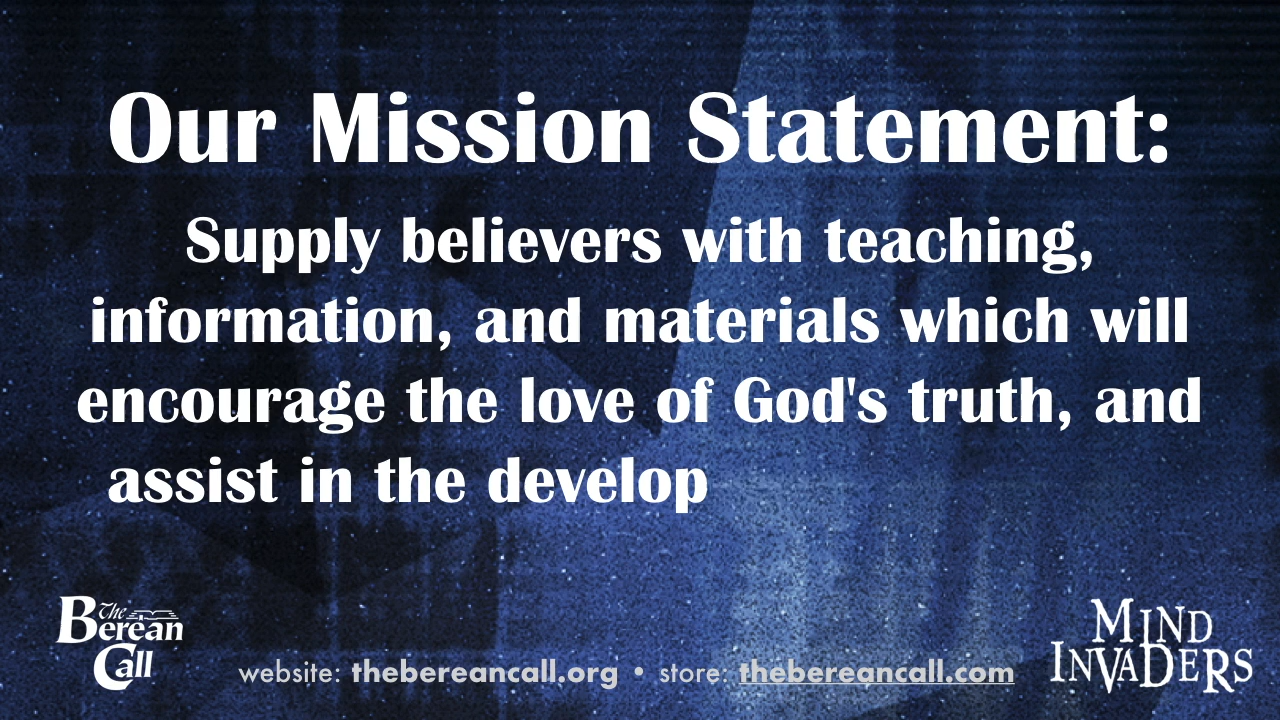 Our Mission Statement:
Supply believers with teaching,
information, and materials which will
encourage the love of God's truth, and
assist in the develop
The
Berean
Call
website: thebereancall.org • store: thebereancall.com
MIND
INVADERS